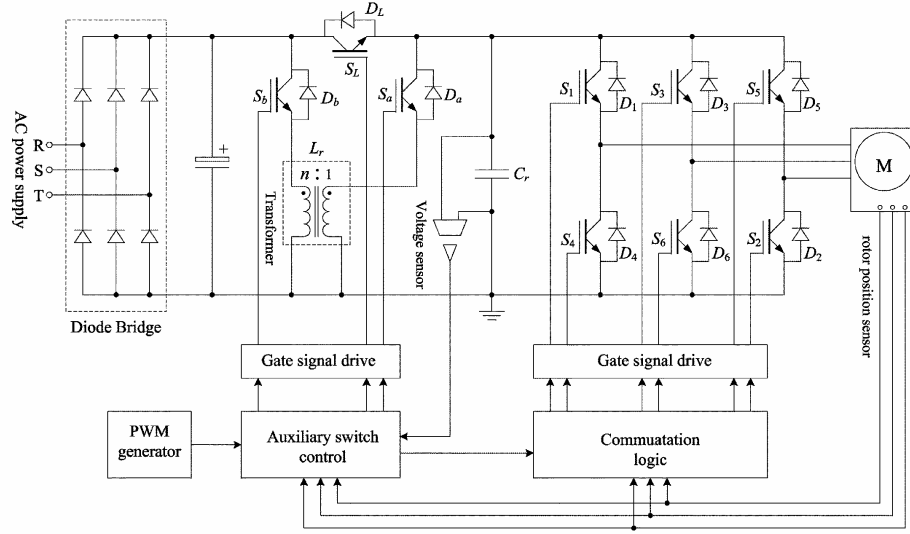 D_L
S_L
S_b
D_b
S_a
D_a
S_1
D_1
S_3
D_3
S_5
D_5
AC power supply
R
S
T
+
L_r
n : 1
Transformer
Voltage sensor
C_r
M
S_4
D_4
S_6
D_6
S_2
D_2
rotor position sensor
Diode Bridge
Gate signal drive
Gate signal drive
PWM
generator
Auxiliary switch
control
Commuatation
logic